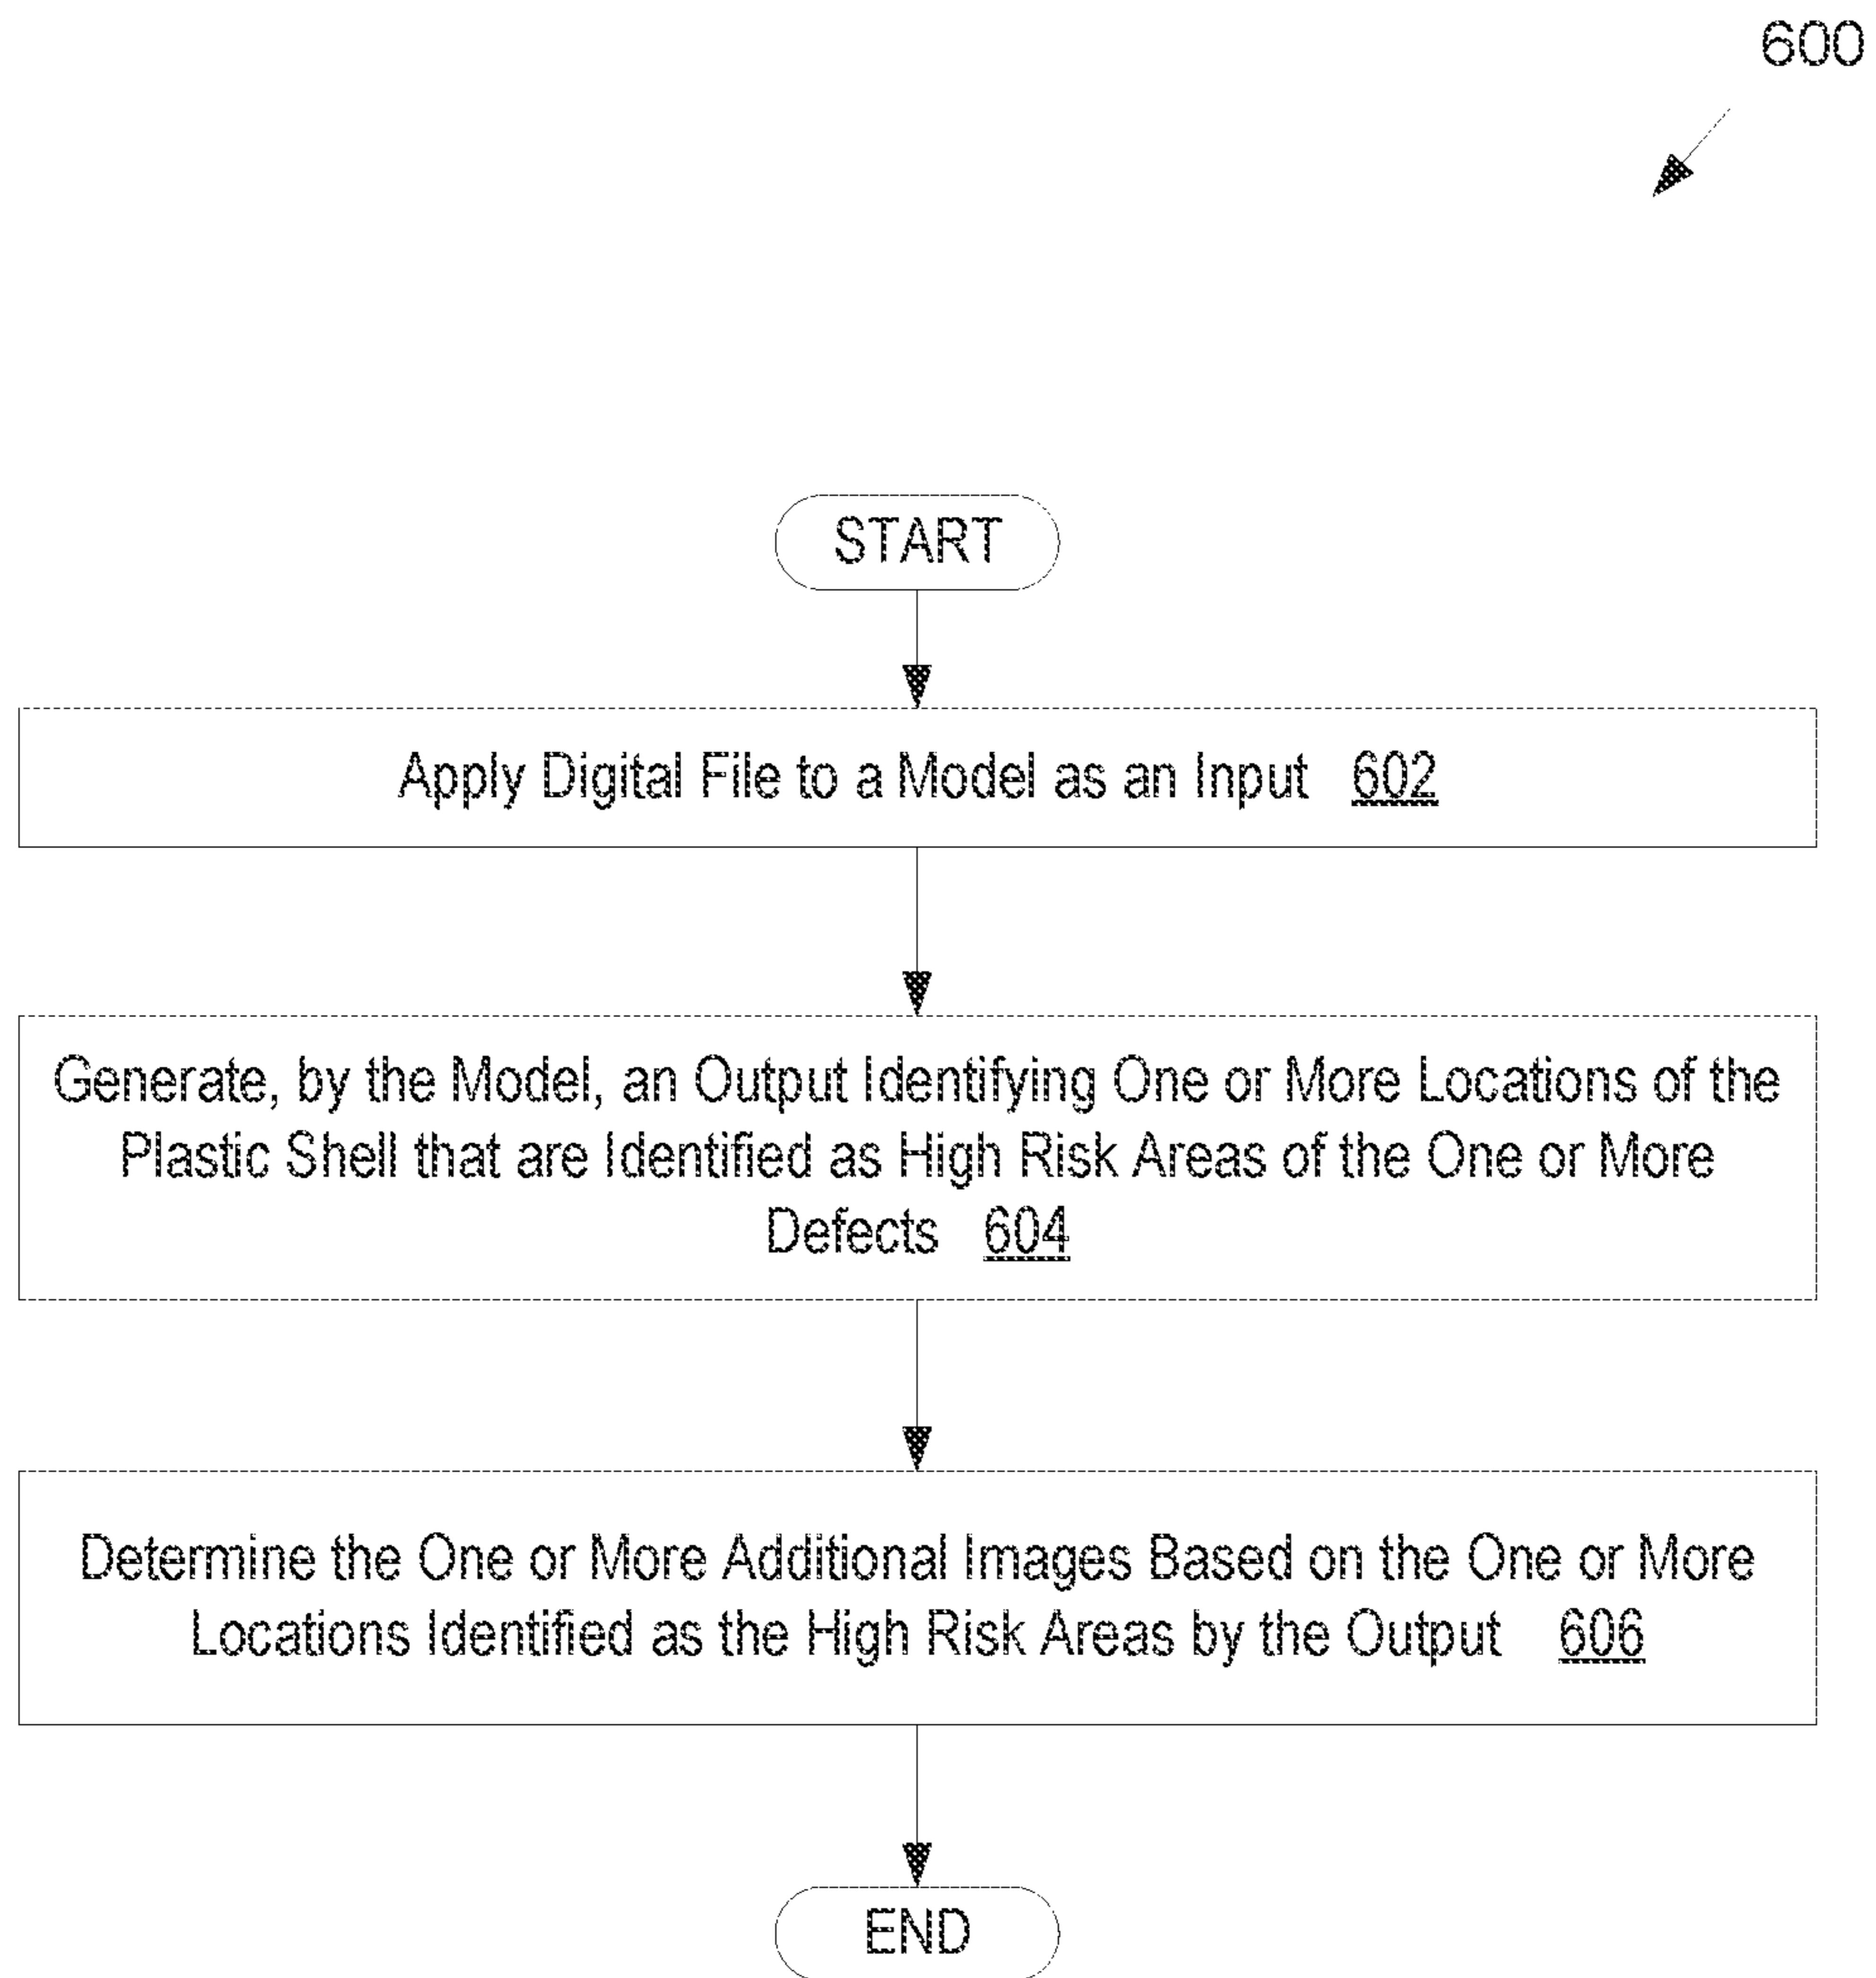 600
START
Apply Digital File to a Model as an Input 602
Generate, by the Model, an Output Identifying One or More Locations of the
Plastic Shell that are Identified as High Risk Areas of the One or More
Defects 604
Determine the One or More Additional Images Based on the One or More
Locations Identified as the High Risk Areas by the Output 606
END